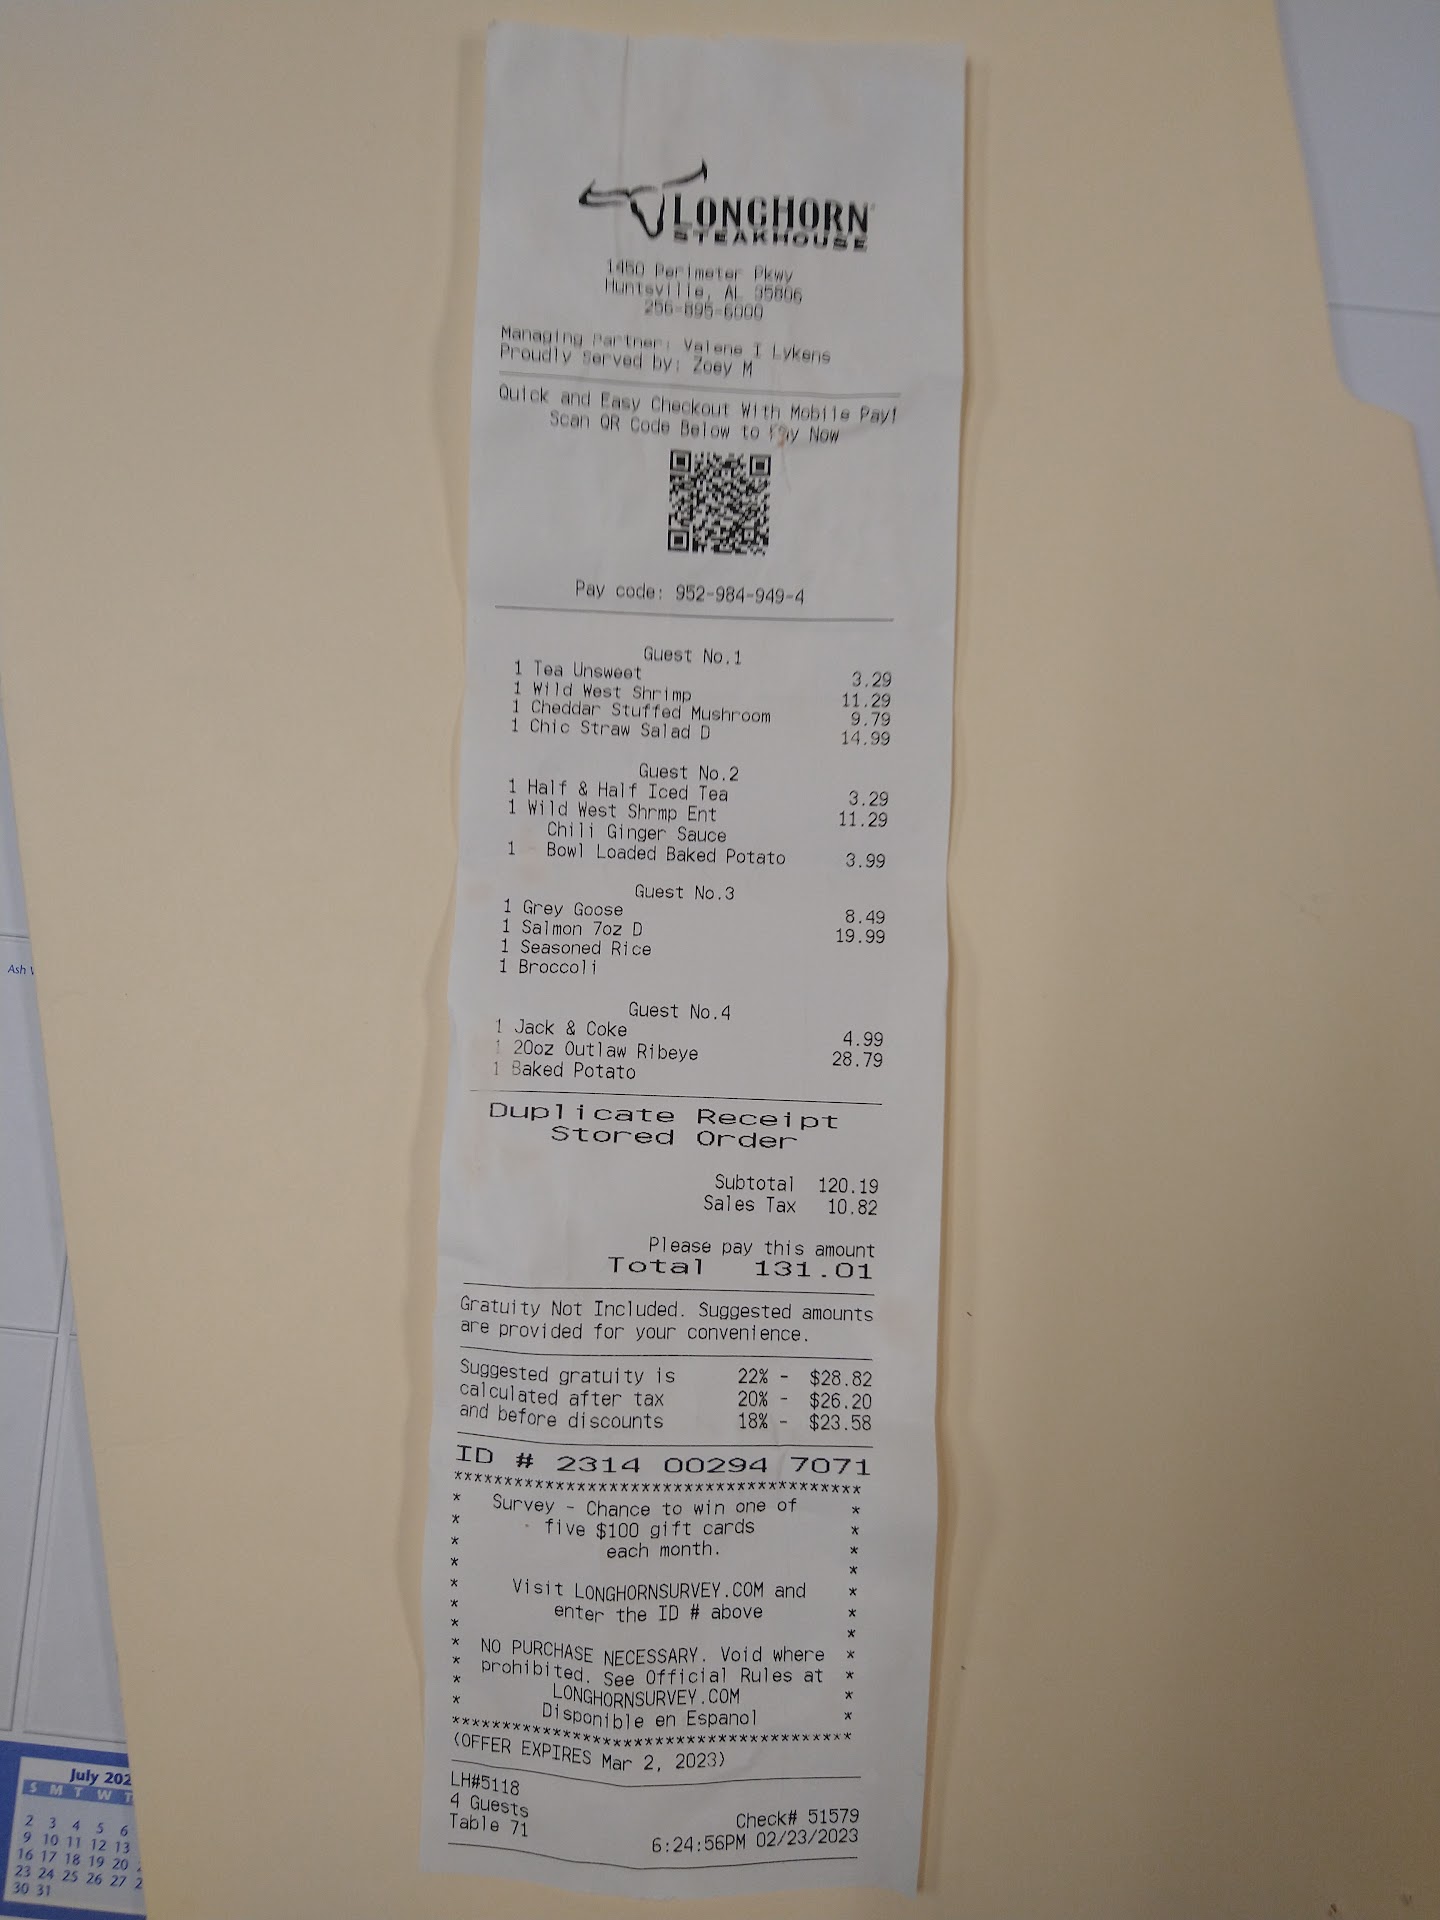 LONGHORN
STEAKHOUSE
1450 Perimeter Pkwy
Huntsville, AL 35806
256-895-6000
Managing Partner: Valene I Lykens
Proudly Served by: Zoey M
Quick and Easy Checkout With Mobile Pay!
Scan QR Code Below to Pay Now
Pay code: 952-984-949-4
Guest No.1
1 Tea Unsweet 3.29
1 Wild West Shrimp 11.29
1 Cheddar Stuffed Mushroom 9.79
1 Chic Straw Salad D 14.99
Guest No.2
1 Half & Half Iced Tea 3.29
1 Wild West Shrmp Ent 11.29
Chili Ginger Sauce
1 Bowl Loaded Baked Potato 3.99
Guest No.3
1 Grey Goose 8.49
1 Salmon 7oz D 19.99
1 Seasoned Rice
1 Broccoli
Guest No.4
1 Jack & Coke 4.99
1 20oz Outlaw Ribeye 28.79
1 Baked Potato
Duplicate Receipt
Stored Order
Subtotal 120.19
Sales Tax 10.82
Please pay this amount
Total 131.01
Gratuity Not Included. Suggested amounts
are provided for your convenience.
Suggested gratuity is 22% - $28.82
calculated after tax 20% - $26.20
and before discounts 18% - $23.58
ID # 2314 00294 7071
****************************************
* Survey - Chance to win one of *
* five $100 gift cards *
* each month. *
* Visit LONGHORNSURVEY.COM and *
* enter the ID # above *
* NO PURCHASE NECESSARY. Void where *
* prohibited. See Official Rules at *
* LONGHORNSURVEY.COM *
* Disponible en Espanol *
****************************************
(OFFER EXPIRES Mar 2, 2023)
LH#5118
4 Guests Check# 51579
Table 71 6:24:56PM 02/23/2023
Ash
July 202
S M T W T
2 3 4 5 6
9 10 11 12 13
16 17 18 19 20
23 24 25 26 27 2
30 31